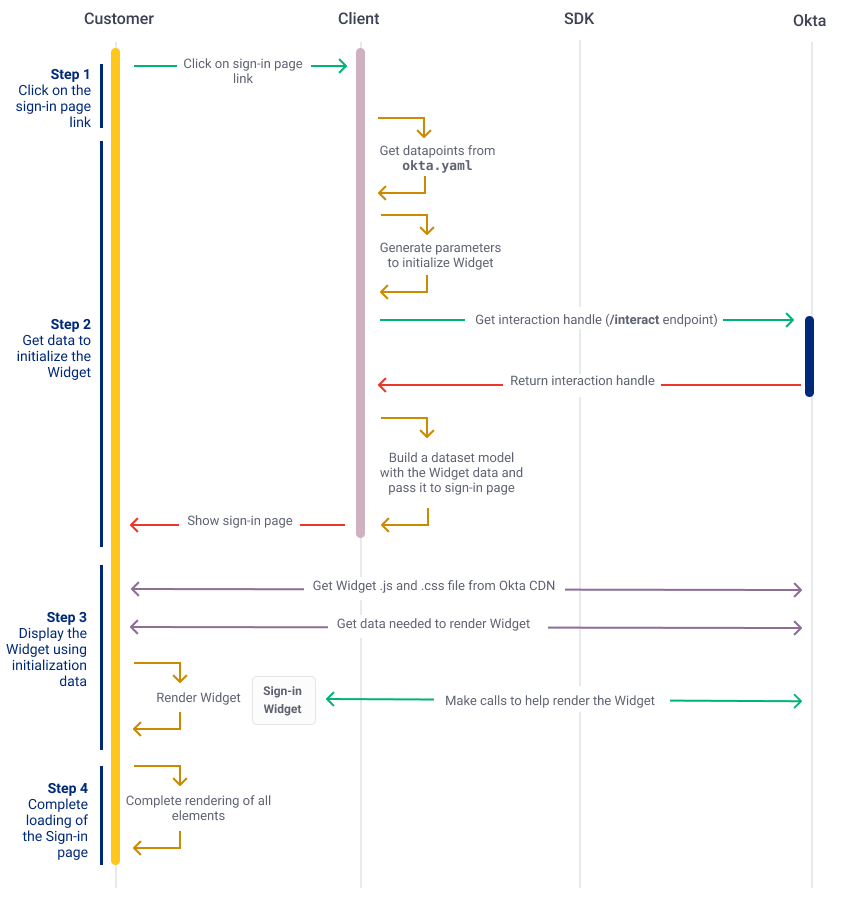 Customer
Client
SDK
Okta
Step 1
Click on the
sign-in page
link
Click on sign-in page
link
Get datapoints from
okta.yaml
Generate parameters
to initialize Widget
Step 2
Get data to
initialize the
Widget
Get interaction handle (/interact endpoint)
Return interaction handle
Build a dataset model
with the Widget data and
pass it to sign-in page
Show sign-in page
Step 3
Display the
Widget using
initialization
data
Get Widget .js and .css file from Okta CDN
Get data needed to render Widget
Render Widget
Sign-in
Widget
Make calls to help render the Widget
Step 4
Complete
loading of
the Sign-in
page
Complete rendering of all
elements